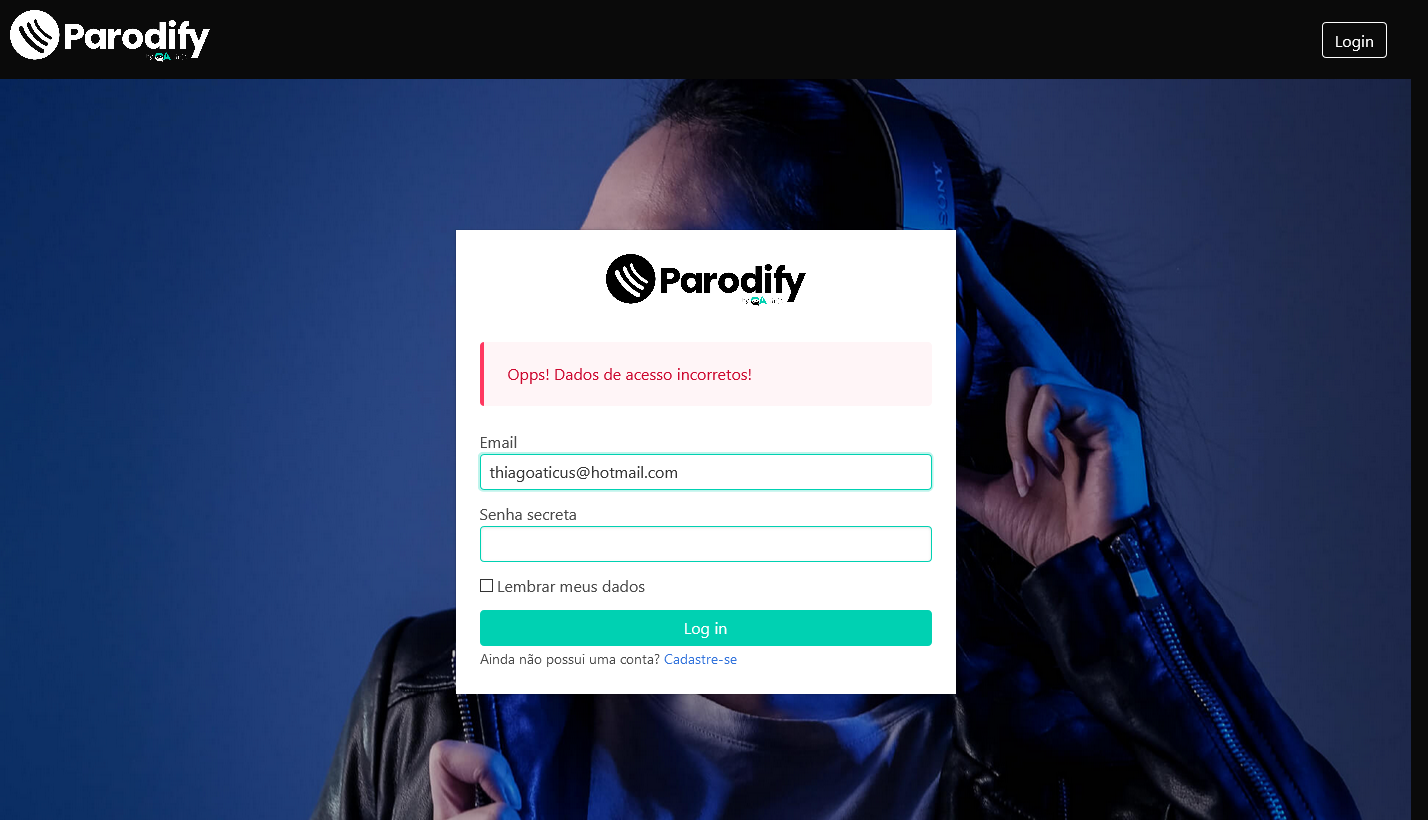 Parodify
Login
SONY
Parodify
Opps! Dados de acesso incorretos!
Email
thiagoaticus@hotmail.com
Senha secreta
Lembrar meus dados
Log in
Ainda não possui uma conta? Cadastre-se